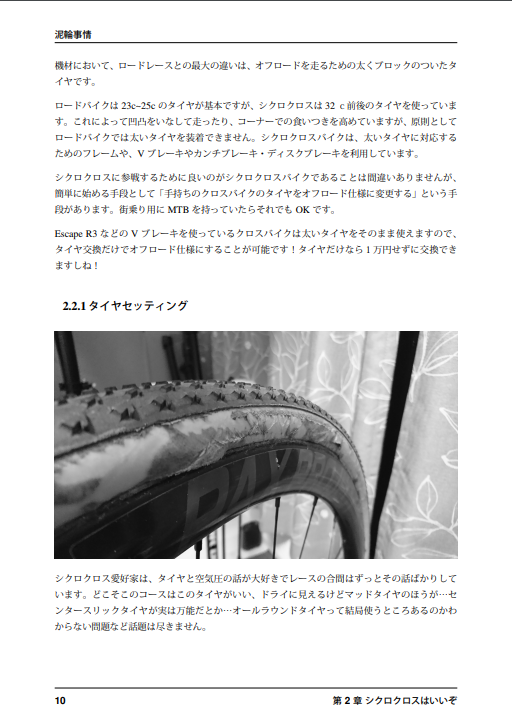 泥輪事情
機材において、ロードレースとの最大の違いは、オフロードを走るための太くブロックのついたタ
イヤです。
ロードバイクは 23c~25c のタイヤが基本ですが、シクロクロスは 32 c 前後のタイヤを使っていま
す。これによって凹凸をいなして走ったり、コーナーでの食いつきを高めていますが、原則として
ロードバイクでは太いタイヤを装着できません。シクロクロスバイクは、太いタイヤに対応する
ためのフレームや、V ブレーキやカンチブレーキ・ディスクブレーキを利用しています。
シクロクロスに参戦するために良いのがシクロクロスバイクであることは間違いありませんが、
簡単に始める手段として「手持ちのクロスバイクのタイヤをオフロード仕様に変更する」という手
段があります。街乗り用に MTB を持っていたらそれでも OK です。
Escape R3 などの V ブレーキを使っているクロスバイクは太いタイヤをそのまま使えますので、
タイヤ交換だけでオフロード仕様にすることが可能です！タイヤだけなら 1 万円せずに交換でき
ますしね！
2.2.1 タイヤセッティング
シクロクロス愛好家は、タイヤと空気圧の話が大好きでレースの合間はずっとその話ばかりして
います。どこそこのコースはこのタイヤがいい、ドライに見えるけどマッドタイヤのほうが…セ
ンタースリックタイヤが実は万能だとか…オールラウンドタイヤって結局使うところあるのかわ
からない問題など話題は尽きません。
10
第 2 章 シクロクロスはいいぞ